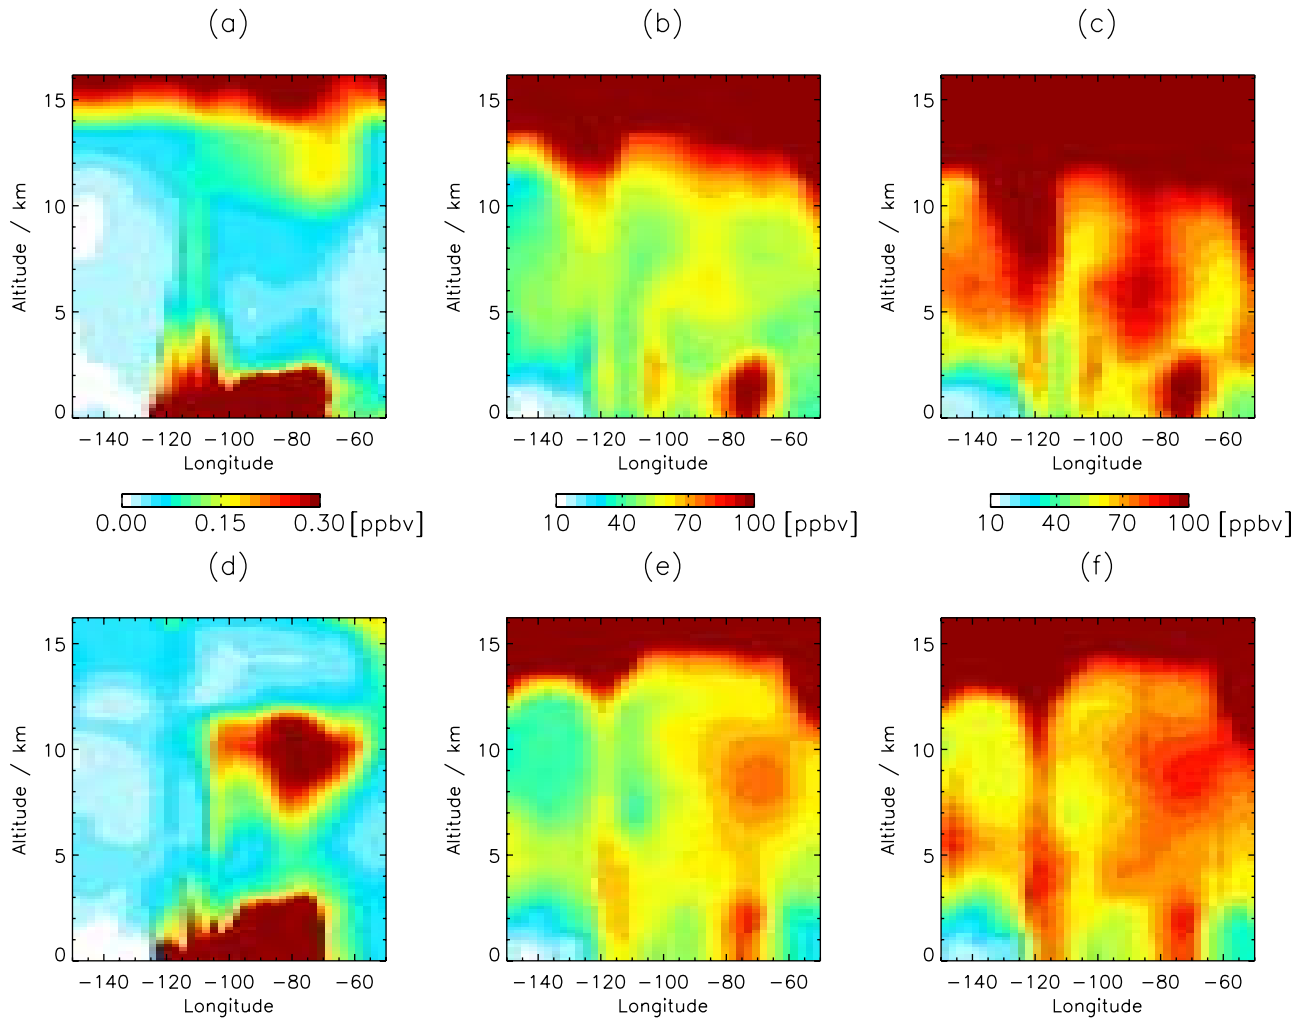 (a) (b) (c)
15 15 15
10 10 10
5 5 5
0 0 0
Altitude / km Altitude / km Altitude / km
−140 −120 −100 −80 −60 −140 −120 −100 −80 −60 −140 −120 −100 −80 −60
Longitude Longitude Longitude
0.00 0.15 0.30 [ppbv] 10 40 70 100 [ppbv] 10 40 70 100 [ppbv]
(d) (e) (f)
15 15 15
10 10 10
5 5 5
0 0 0
Altitude / km Altitude / km Altitude / km
−140 −120 −100 −80 −60 −140 −120 −100 −80 −60 −140 −120 −100 −80 −60
Longitude Longitude Longitude